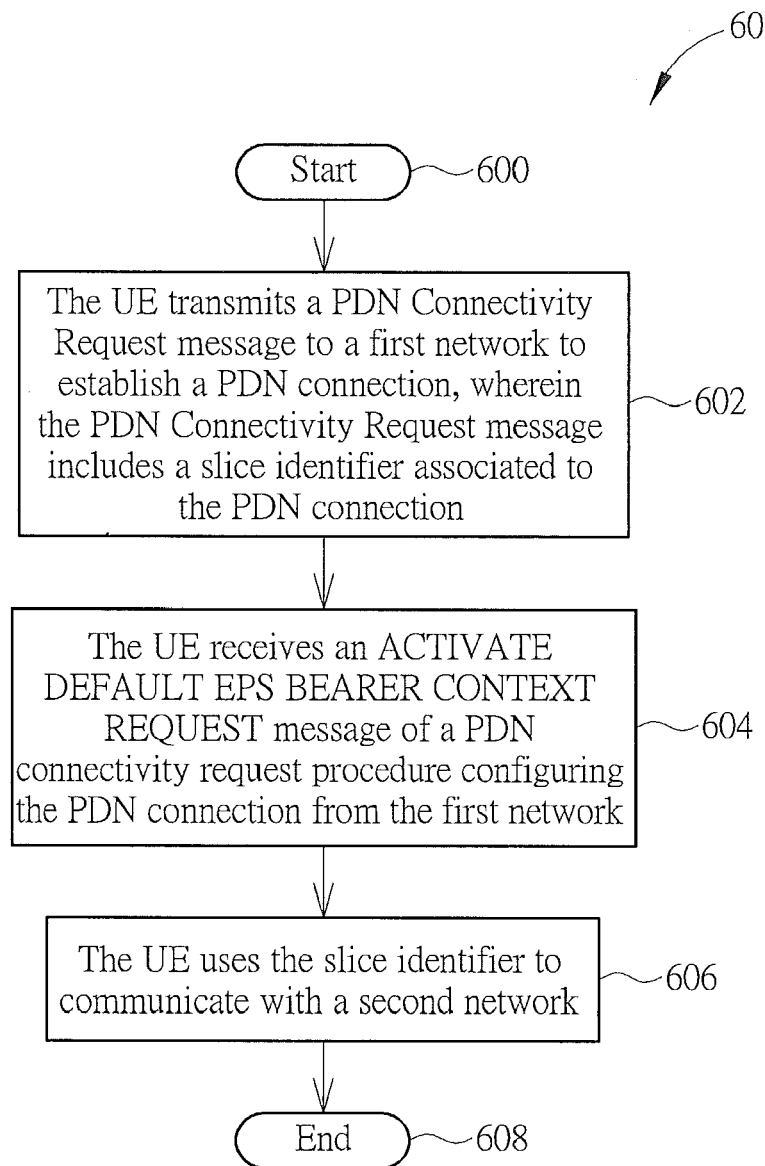 60
Start
600
The UE transmits a PDN Connectivity
Request message to a first network to
establish a PDN connection, wherein
the PDN Connectivity Request message
includes a slice identifier associated to
the PDN connection
602
The UE receives an ACTIVATE
DEFAULT EPS BEARER CONTEXT
REQUEST message of a PDN
connectivity request procedure configuring
the PDN connection from the first network
604
The UE uses the slice identifier to
communicate with a second network
606
End
608